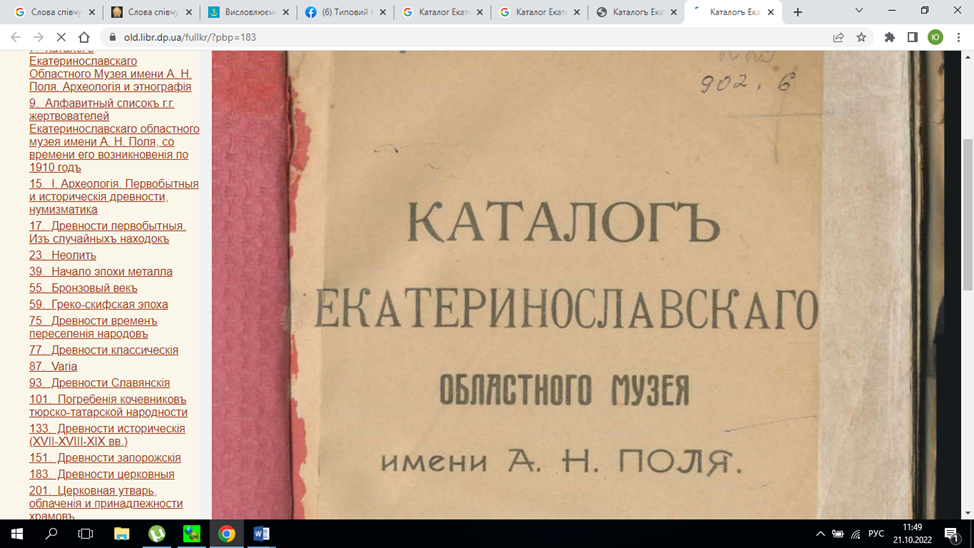 Слова співчу
Слова співчу
Висловлюєм
(6) Типовий
Каталог Екат
Каталог Екат
Каталогъ Ека
Каталогъ Ека
old.libr.dp.ua/fullkr/?pbp=183
Ю
Екатеринославскаго
Областного Музея имени А. Н.
Поля. Археологія и этнографія
9. Алфавитный списокъ г.г.
жертвователей
Екатеринославскаго областного
музея имени А. Н. Поля, со
времени его возникновенія по
1910 годъ
15. I. Археологія. Первобытныя
и историческія древности,
нумизматика
17. Древности первобытныя.
Изъ случайныхъ находокъ
23. Неолить
39. Начало эпохи металла
55. Бронзовый векъ
59. Греко-скифская эпоха
75. Древности временъ
переселенія народовъ
77. Древности классическія
87. Varia
93. Древности Славянскія
101. Погребенія кочевниковъ
тюрско-татарской народности
133. Древности историческія
(XVII-XVIII-XIX вв.)
151. Древности запорожскія
183. Древности церковныя
201. Церковная утварь,
облаченія и принадлежности
храмовъ
902. 6
КАТАЛОГЪ
ЕКАТЕРИНОСЛАВСКАГО
ОБЛАСТНОГО МУЗЕЯ
имени А. Н. ПОЛЯ.
РУС
11:49
21.10.2022
1